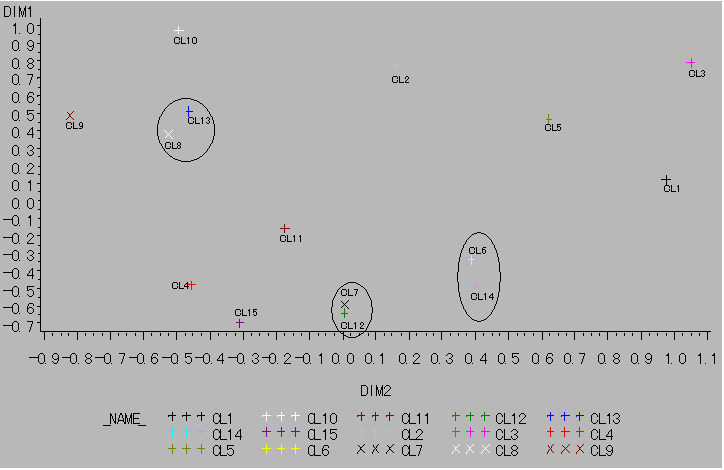 DIM1
1.0
CL10
0.9
0.8
CL2
CL3
0.7
0.6
0.5
CL9
CL13
CL5
0.4
CL8
0.3
0.2
CL1
0.1
0.0
-0.1
-0.2
CL11
CL6
-0.3
-0.4
CL4
CL7
CL14
-0.5
-0.6
CL15
CL12
-0.7
-0.9 -0.8 -0.7 -0.6 -0.5 -0.4 -0.3 -0.2 -0.1 0.0 0.1 0.2 0.3 0.4 0.5 0.6 0.7 0.8 0.9 1.0 1.1
DIM2
_NAME_ CL1 CL10 CL11 CL12 CL13
CL14 CL15 CL2 CL3 CL4
CL5 CL6 CL7 CL8 CL9